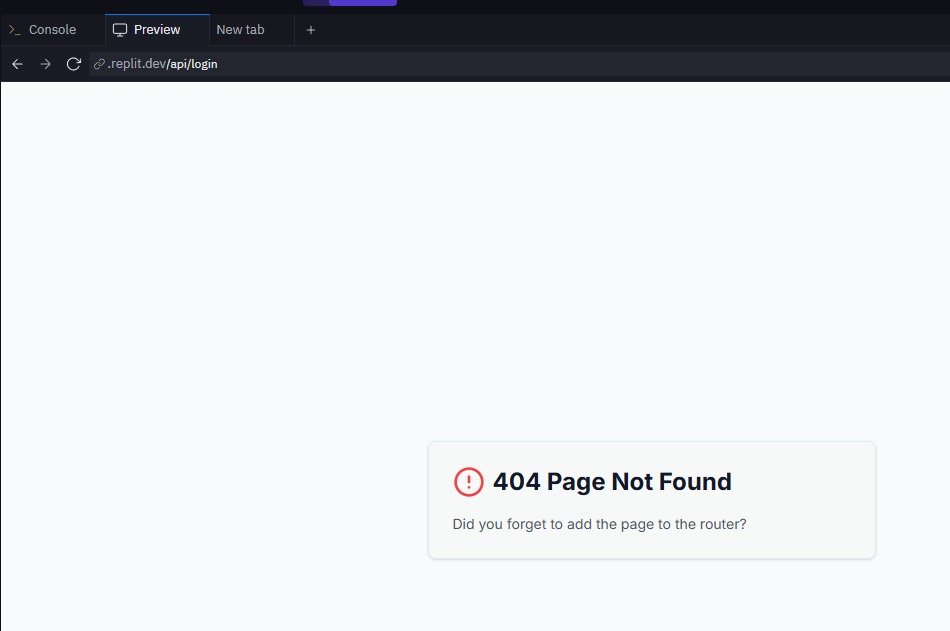 Console
Preview
New tab
.replit.dev/api/login
404 Page Not Found
Did you forget to add the page to the router?